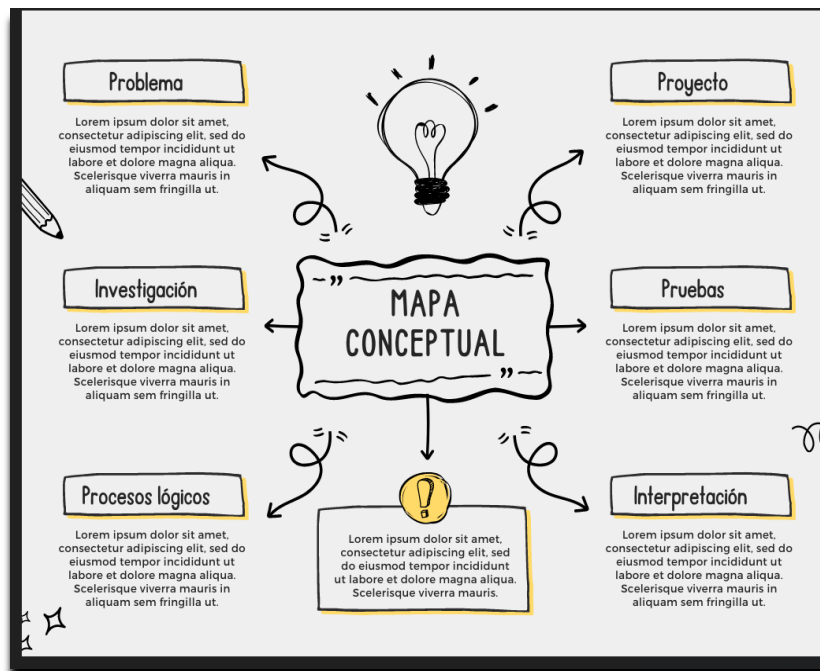 Problema
Lorem ipsum dolor sit amet,
consectetur adipiscing elit, sed do
eiusmod tempor incididunt ut
labore et dolore magna aliqua.
Scelerisque viverra mauris in
aliquam sem fringilla ut.
Proyecto
Lorem ipsum dolor sit amet,
consectetur adipiscing elit, sed do
eiusmod tempor incididunt ut
labore et dolore magna aliqua.
Scelerisque viverra mauris in
aliquam sem fringilla ut.
Investigación
Lorem ipsum dolor sit amet,
consectetur adipiscing elit, sed do
eiusmod tempor incididunt ut
labore et dolore magna aliqua.
Scelerisque viverra mauris in
aliquam sem fringilla ut.
MAPA
CONCEPTUAL
Pruebas
Lorem ipsum dolor sit amet,
consectetur adipiscing elit, sed do
eiusmod tempor incididunt ut
labore et dolore magna aliqua.
Scelerisque viverra mauris in
aliquam sem fringilla ut.
Procesos lógicos
Lorem ipsum dolor sit amet,
consectetur adipiscing elit, sed do
eiusmod tempor incididunt ut
labore et dolore magna aliqua.
Scelerisque viverra mauris in
aliquam sem fringilla ut.
!
Lorem ipsum dolor sit amet,
consectetur adipiscing elit, sed
do eiusmod tempor incididunt
ut labore et dolore magna aliqua.
Scelerisque viverra mauris.
Interpretación
Lorem ipsum dolor sit amet,
consectetur adipiscing elit, sed do
eiusmod tempor incididunt ut
labore et dolore magna aliqua.
Scelerisque viverra mauris in
aliquam sem fringilla ut.